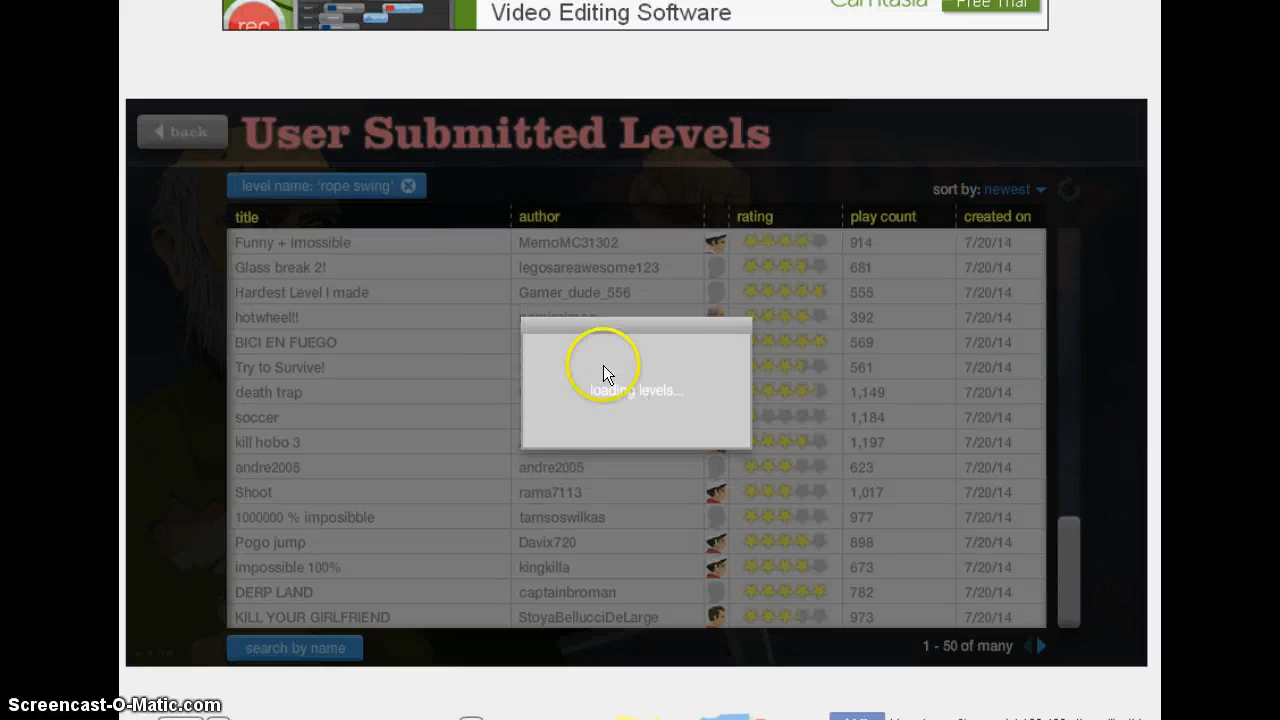 rec
Video Editing Software
Camtasia
Free Trial
back
User Submitted Levels
level name: 'rope swing'
sort by: newest
title author rating play count created on
Funny + imossible MemoMC31302 914 7/20/14
Glass break 2! legosareawesome123 681 7/20/14
Hardest Level I made Gamer_dude_556 555 7/20/14
hotwheel!! 392 7/20/14
BICI EN FUEGO 569 7/20/14
Try to Survive! 561 7/20/14
death trap 1,149 7/20/14
soccer 1,184 7/20/14
kill hobo 3 1,197 7/20/14
andre2005 andre2005 623 7/20/14
Shoot rama7113 1,017 7/20/14
1000000 % imposibble tamsoswilkas 977 7/20/14
Pogo jump Davix720 898 7/20/14
impossible 100% kingkilla 673 7/20/14
DERP LAND captainbroman 782 7/20/14
KILL YOUR GIRLFRIEND StoyaBellucciDeLarge 973 7/20/14
loading levels...
search by name
1 - 50 of many
Screencast-O-Matic.com